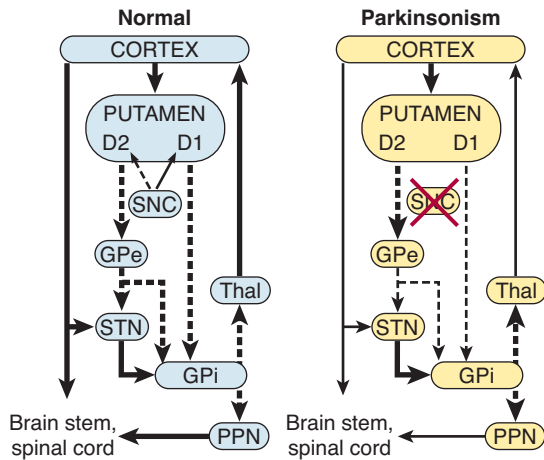 Normal
CORTEX
PUTAMEN
D2 D1
SNC
GPe
Thal
STN
GPi
Brain stem,
spinal cord
PPN
Parkinsonism
CORTEX
PUTAMEN
D2 D1
SNC
GPe
Thal
STN
GPi
Brain stem,
spinal cord
PPN